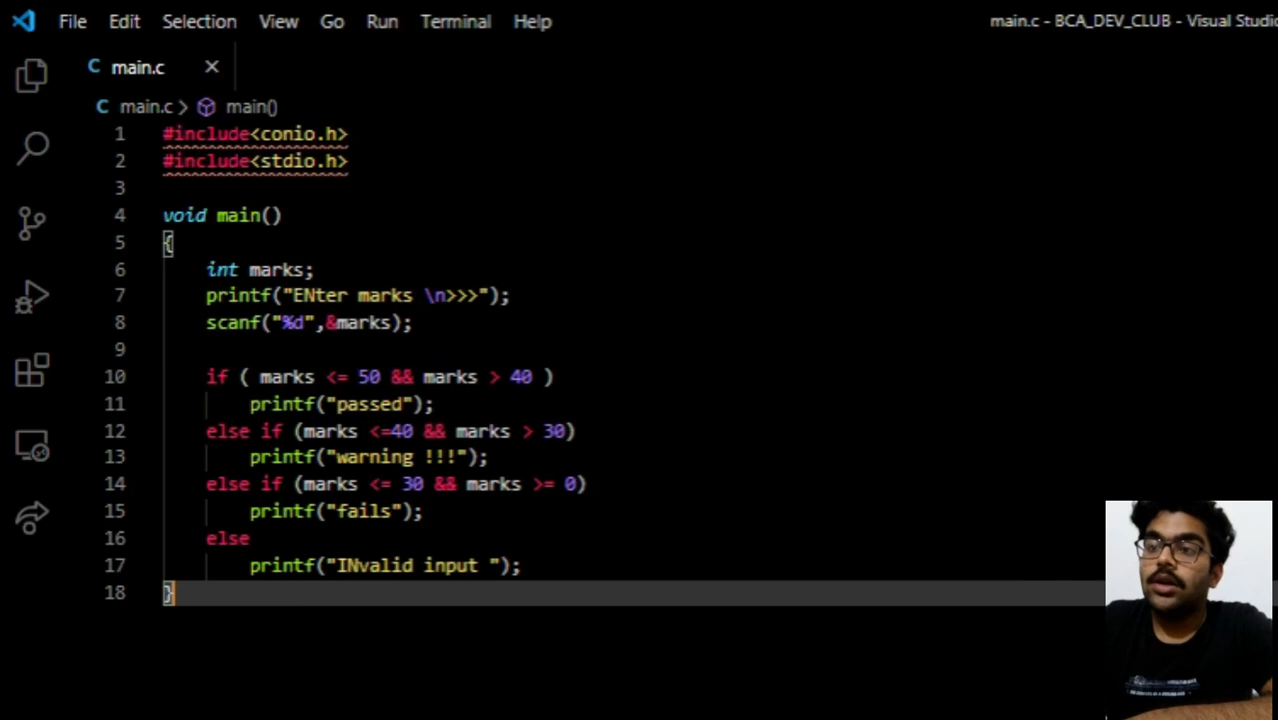 File Edit Selection View Go Run Terminal Help main.c - BCA_DEV_CLUB - Visual Studio
C main.c ×
C main.c > main()
1 #include<conio.h>
2 #include<stdio.h>
3
4 void main()
5 {
6 int marks;
7 printf("ENter marks \n>>>");
8 scanf("%d",&marks);
9
10 if ( marks <= 50 && marks > 40 )
11 printf("passed");
12 else if (marks <=40 && marks > 30)
13 printf("warning !!!");
14 else if (marks <= 30 && marks >= 0)
15 printf("fails");
16 else
17 printf("INvalid input ");
18 }